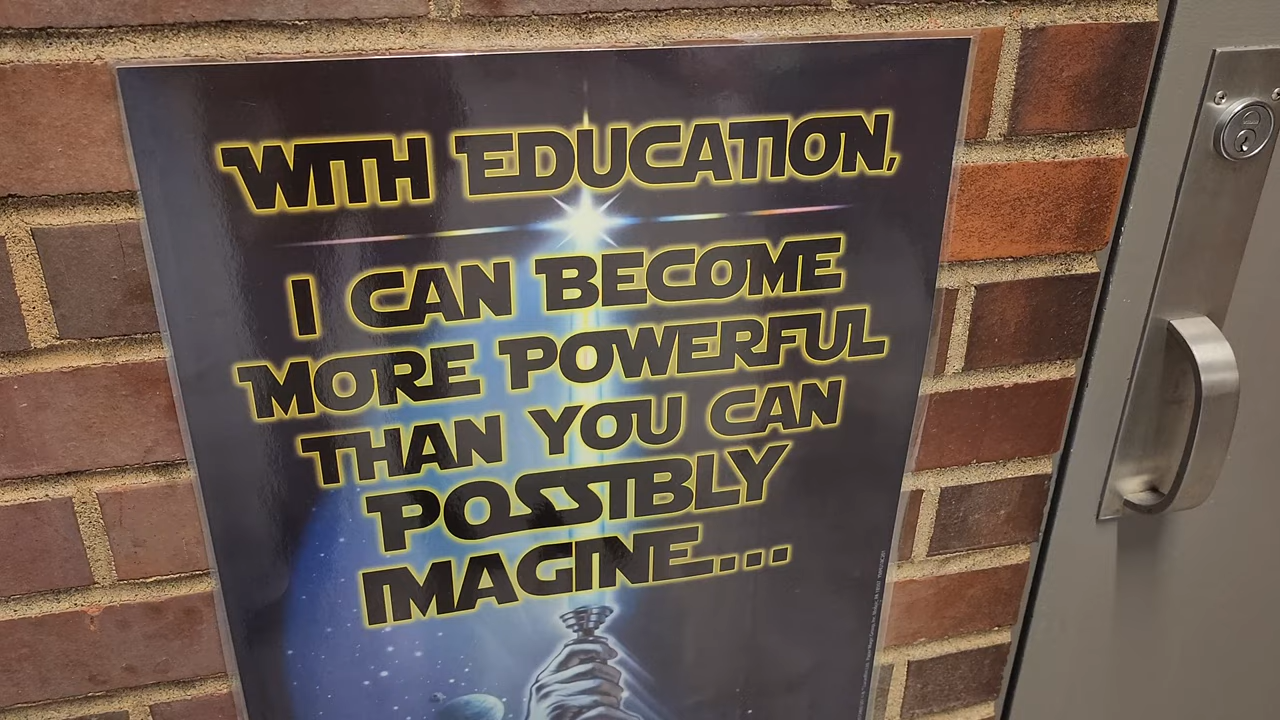 WITH EDUCATION,
I CAN BECOME
MORE POWERFUL
THAN YOU CAN
POSSIBLY
IMAGINE...